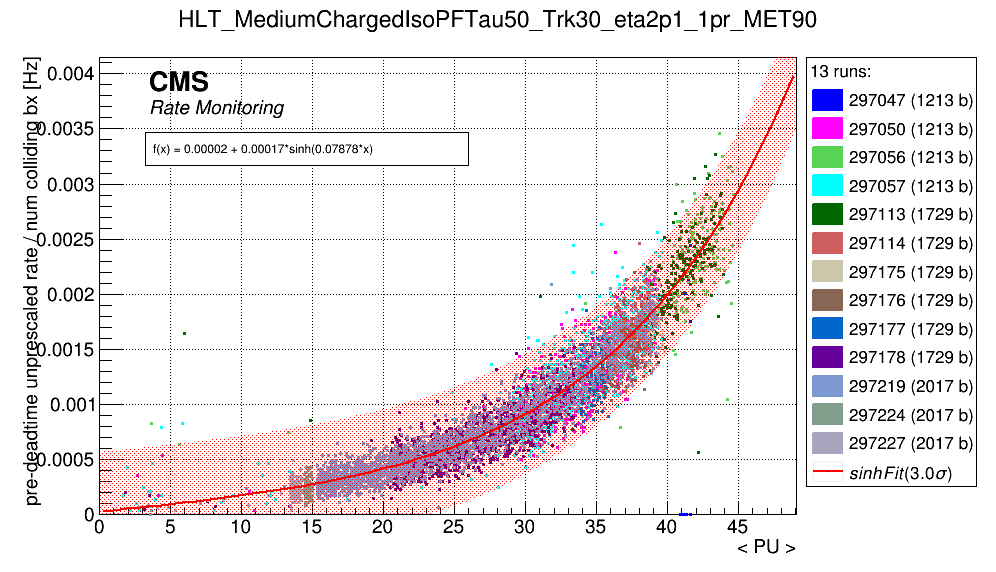 HLT_MediumChargedIsoPFTau50_Trk30_eta2p1_1pr_MET90
pre-deadtime unprescaled rate / num colliding bx [Hz]
CMS
Rate Monitoring
f(x) = 0.00002 + 0.00017*sinh(0.07878*x)
0.004
0.0035
0.003
0.0025
0.002
0.0015
0.001
0.0005
0
0 5 10 15 20 25 30 35 40 45
< PU >
13 runs:
297047 (1213 b)
297050 (1213 b)
297056 (1213 b)
297057 (1213 b)
297113 (1729 b)
297114 (1729 b)
297175 (1729 b)
297176 (1729 b)
297177 (1729 b)
297178 (1729 b)
297219 (2017 b)
297224 (2017 b)
297227 (2017 b)
sinhFit(3.0σ)